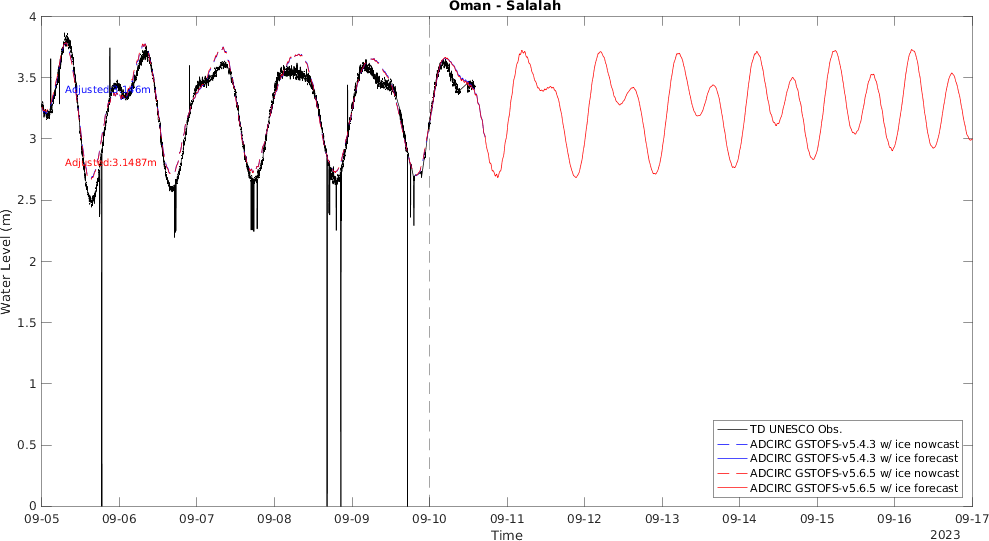 Oman - Salalah
4
3.5
3
2.5
2
1.5
1
0.5
0
Water Level (m)
Adjusted:3.1487m
TD UNESCO Obs.
ADCIRC GSTOFS-v5.4.3 w/ ice nowcast
ADCIRC GSTOFS-v5.4.3 w/ ice forecast
ADCIRC GSTOFS-v5.6.5 w/ ice nowcast
ADCIRC GSTOFS-v5.6.5 w/ ice forecast
09-05 09-06 09-07 09-08 09-09 09-10 09-11 09-12 09-13 09-14 09-15 09-16 09-17
Time
2023